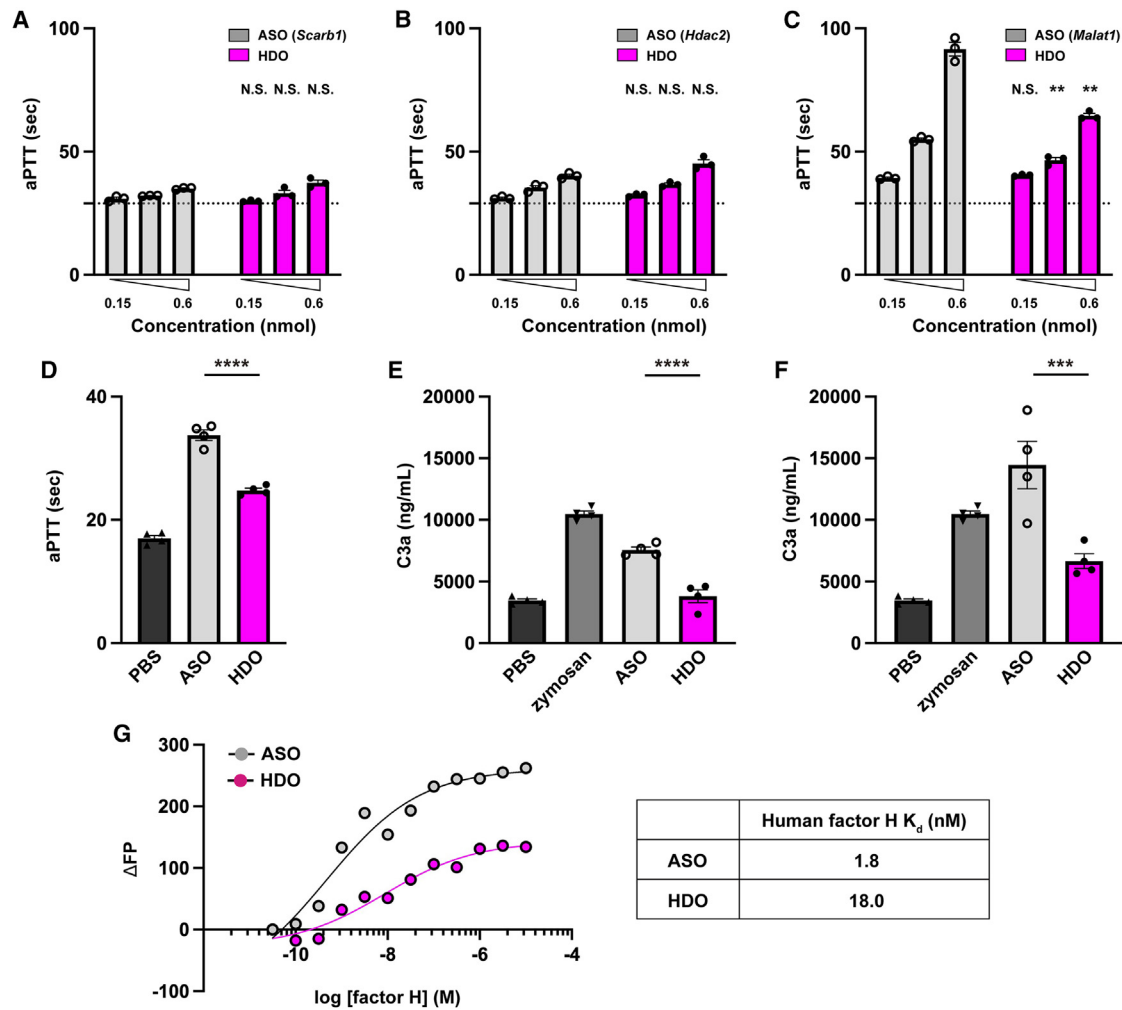 A
100
50
0
aPTT (sec)
ASO (Scarb1)
HDO
N.S. N.S. N.S.
0.15 0.6 0.15 0.6
Concentration (nmol)
B
100
50
0
aPTT (sec)
ASO (Hdac2)
HDO
N.S. N.S. N.S.
0.15 0.6 0.15 0.6
Concentration (nmol)
C
100
50
0
aPTT (sec)
ASO (Malat1)
HDO
N.S. ** **
0.15 0.6 0.15 0.6
Concentration (nmol)
D
****
40
20
0
aPTT (sec)
PBS
ASO
HDO
E
****
20000
15000
10000
5000
0
C3a (ng/mL)
PBS
zymosan
ASO
HDO
F
***
20000
15000
10000
5000
0
C3a (ng/mL)
PBS
zymosan
ASO
HDO
G
300
200
100
0
-100
ΔFP
ASO
HDO
-10 -8 -6 -4
log [factor H] (M)
Human factor H Kd (nM)
ASO 1.8
HDO 18.0